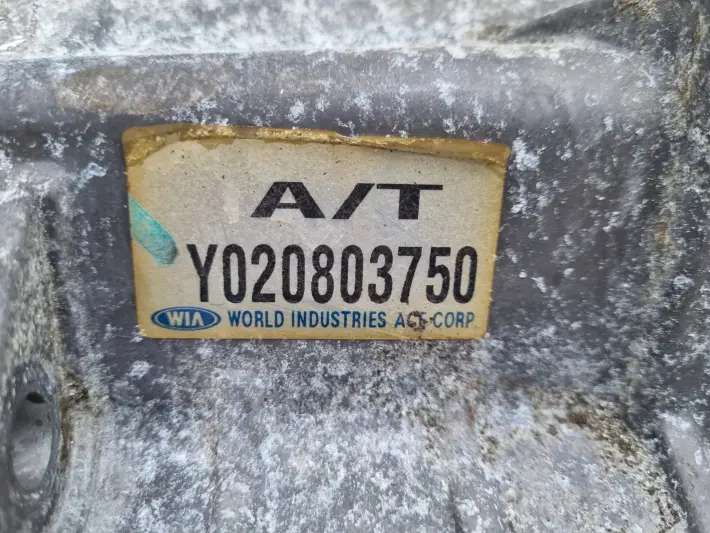 A/T
Y020803750
WIA WORLD INDUSTRIES ACE CORP.